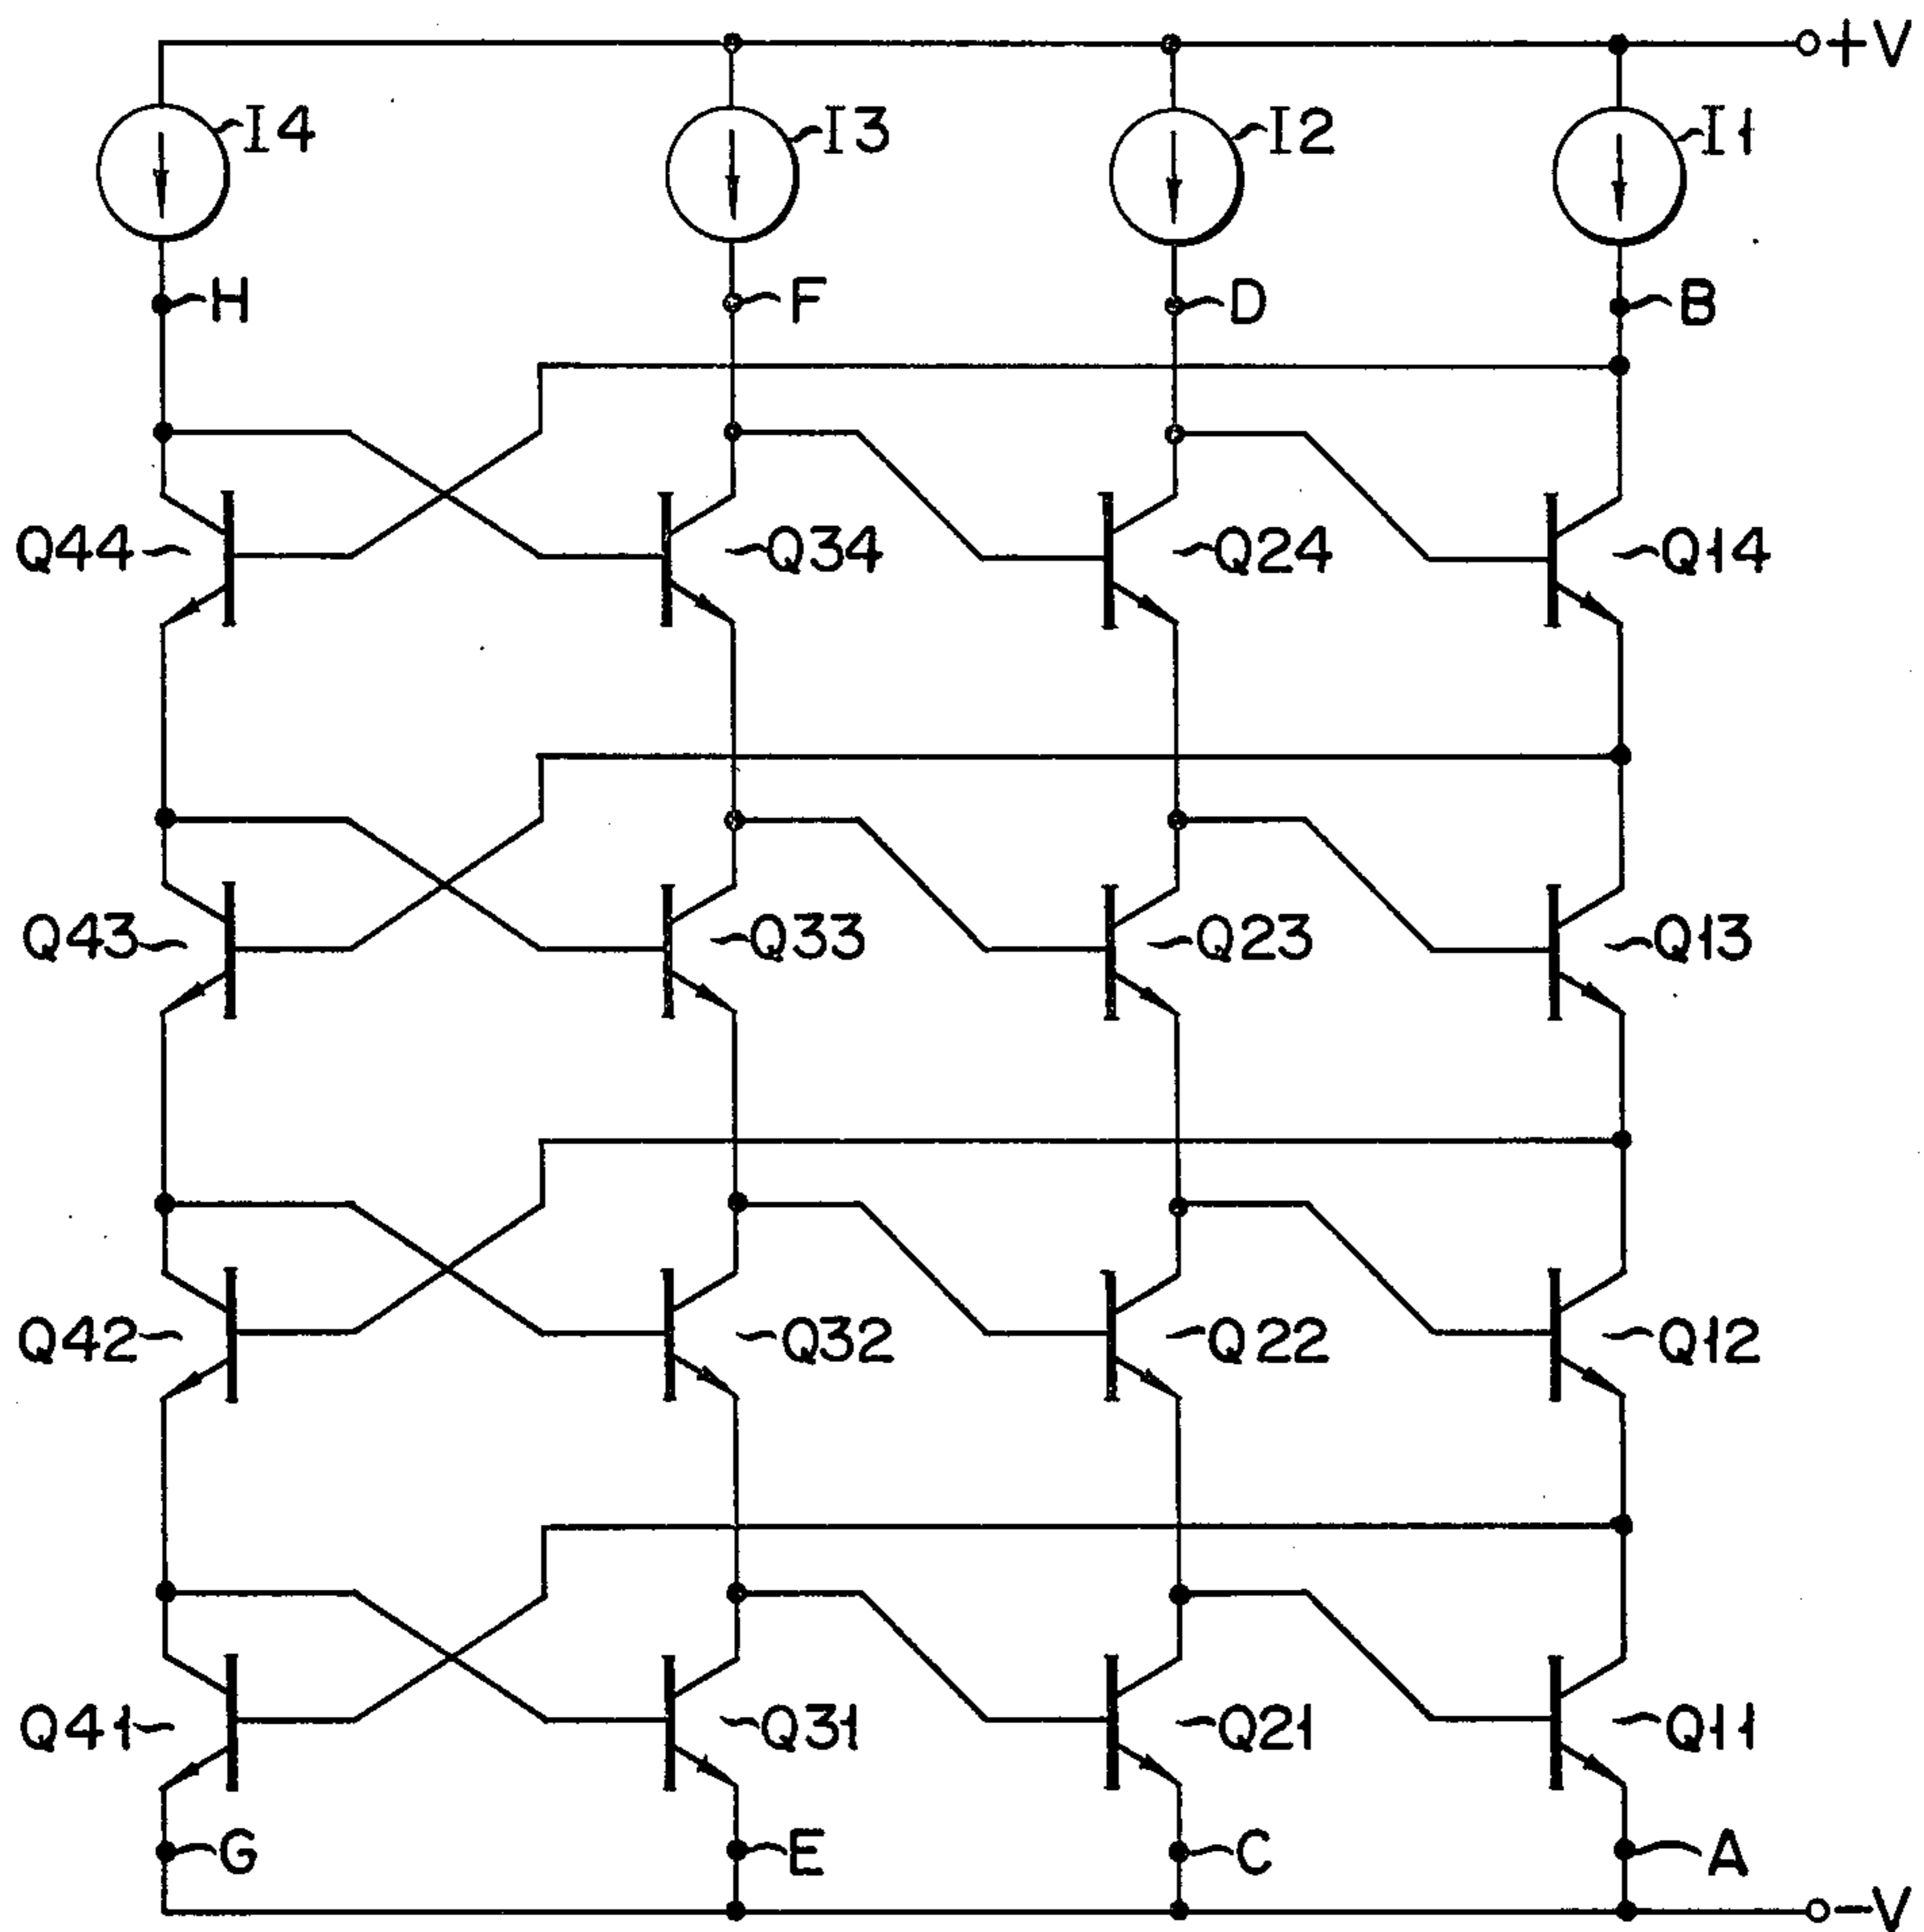 +V
I4 I3 I2 I1
H F D B
Q44 Q34 Q24 Q14
Q43 Q33 Q23 Q13
Q42 Q32 Q22 Q12
Q41 Q31 Q21 Q11
G E C A
-V